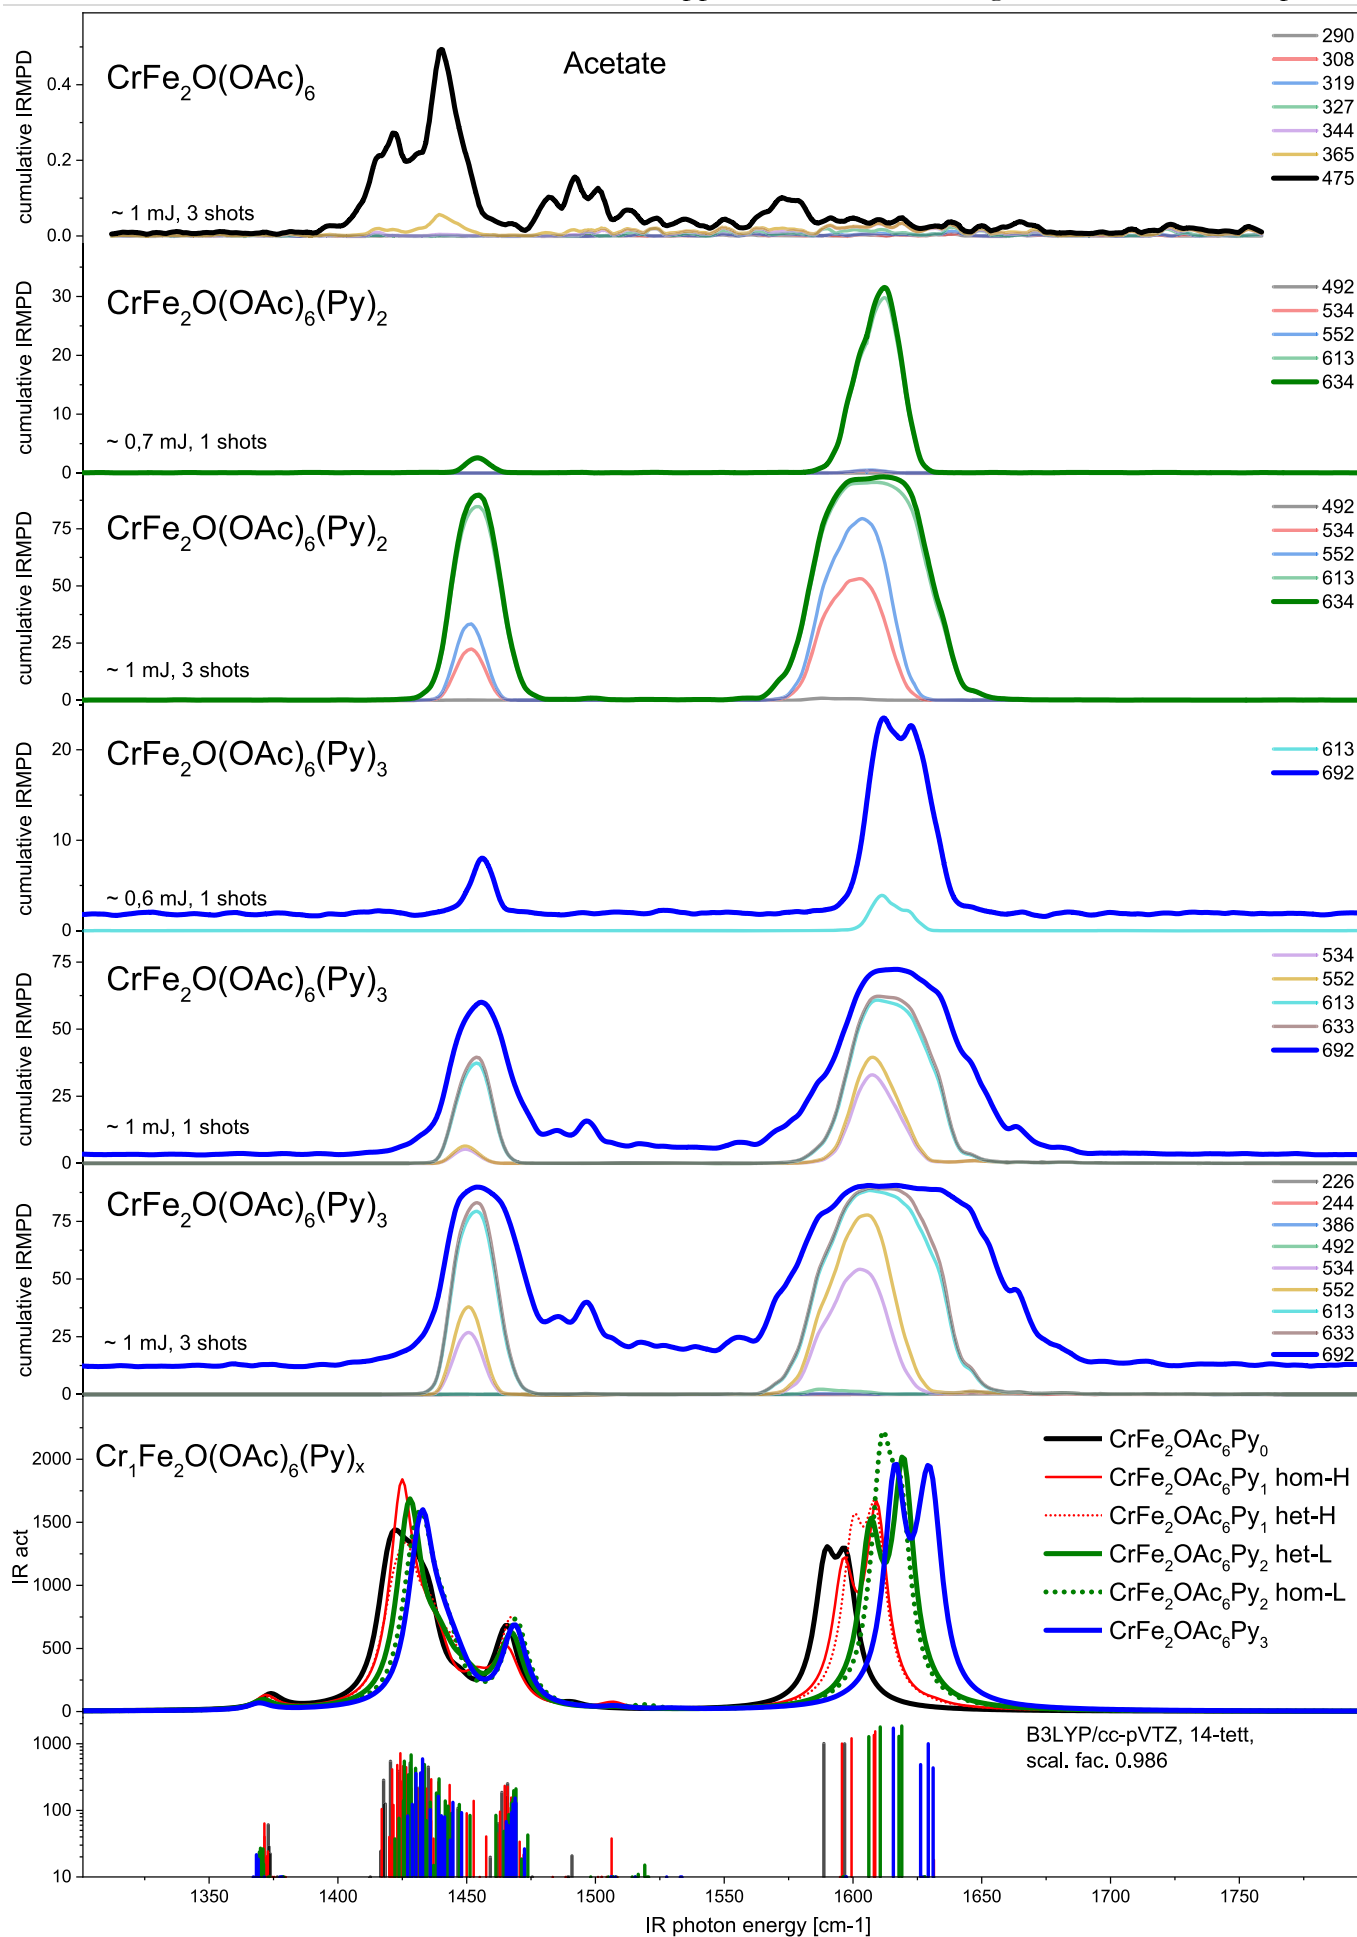 290
308
319
327
344
365
475
CrFe₂O(OAc)₆
Acetate
cumulative IRMPD
0.4
0.2
0.0
~ 1 mJ, 3 shots
CrFe₂O(OAc)₆(Py)₂
492
534
552
613
634
cumulative IRMPD
30
20
10
0
~ 0,7 mJ, 1 shots
CrFe₂O(OAc)₆(Py)₂
492
534
552
613
634
cumulative IRMPD
75
50
25
0
~ 1 mJ, 3 shots
CrFe₂O(OAc)₆(Py)₃
613
692
cumulative IRMPD
20
10
0
~ 0,6 mJ, 1 shots
CrFe₂O(OAc)₆(Py)₃
534
552
613
633
692
cumulative IRMPD
75
50
25
0
~ 1 mJ, 1 shots
CrFe₂O(OAc)₆(Py)₃
226
244
386
492
534
552
613
633
692
cumulative IRMPD
75
50
25
0
~ 1 mJ, 3 shots
Cr₁Fe₂O(OAc)₆(Py)ₓ
CrFe₂OAc₆Py₀
CrFe₂OAc₆Py₁ hom-H
CrFe₂OAc₆Py₁ het-H
CrFe₂OAc₆Py₂ het-L
CrFe₂OAc₆Py₂ hom-L
CrFe₂OAc₆Py₃
IR act
2000
1500
1000
500
0
B3LYP/cc-pVTZ, 14-tett,
scal. fac. 0.986
1000
100
10
1350 1400 1450 1500 1550 1600 1650 1700 1750
IR photon energy [cm-1]